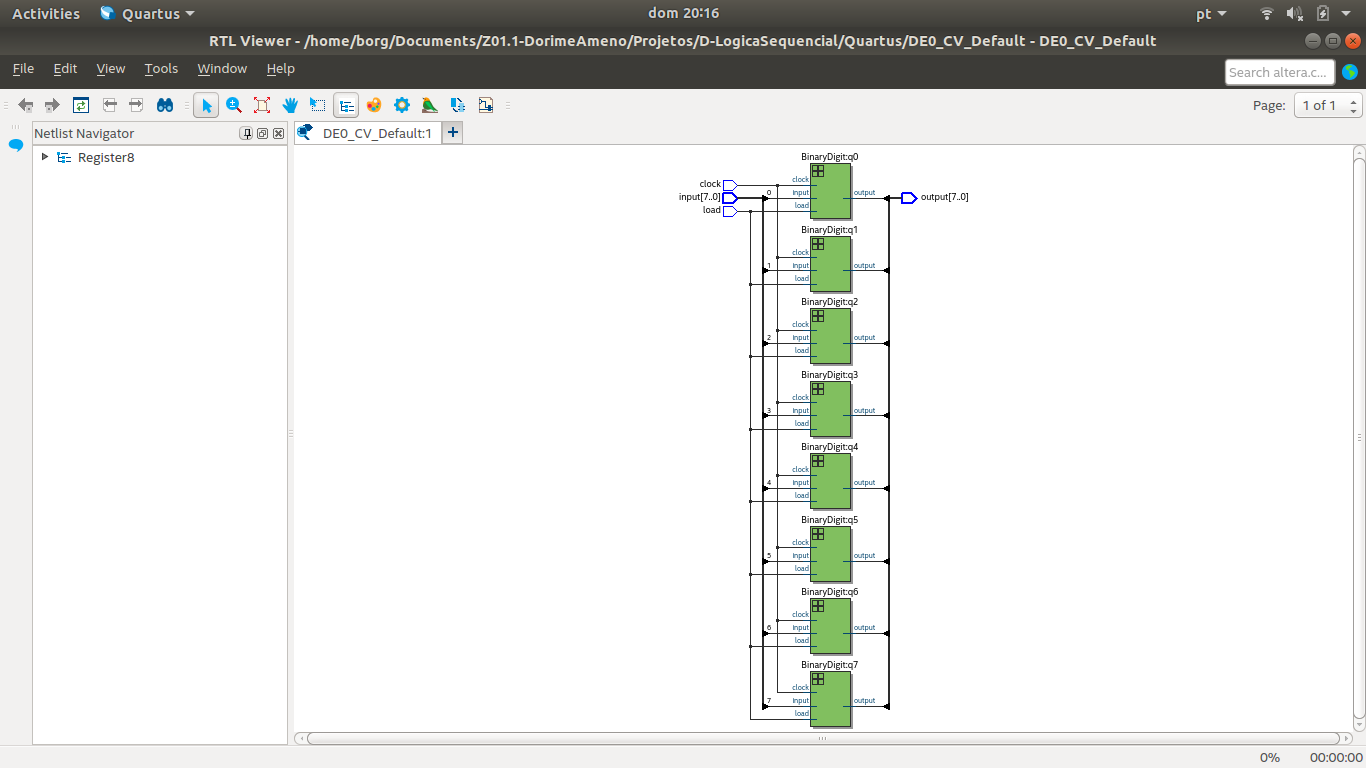 Activities Quartus dom 20:16 pt
RTL Viewer - /home/borg/Documents/Z01.1-DorimeAmeno/Projetos/D-LogicaSequencial/Quartus/DE0_CV_Default - DE0_CV_Default
File Edit View Tools Window Help Search altera.c...
Page: 1 of 1
Netlist Navigator
DE0_CV_Default:1 +
Register8
BinaryDigit:q0
clock clock
input[7..0] 0 input output output[7..0]
load load
BinaryDigit:q1
clock
1 input output
load
BinaryDigit:q2
clock
2 input output
load
BinaryDigit:q3
clock
3 input output
load
BinaryDigit:q4
clock
4 input output
load
BinaryDigit:q5
clock
5 input output
load
BinaryDigit:q6
clock
6 input output
load
BinaryDigit:q7
clock
7 input output
load
0% 00:00:00